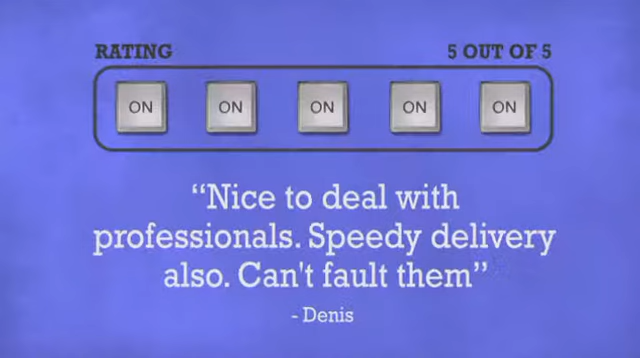 RATING 5 OUT OF 5
ON ON ON ON ON
“Nice to deal with
professionals. Speedy delivery
also. Can't fault them”
- Denis